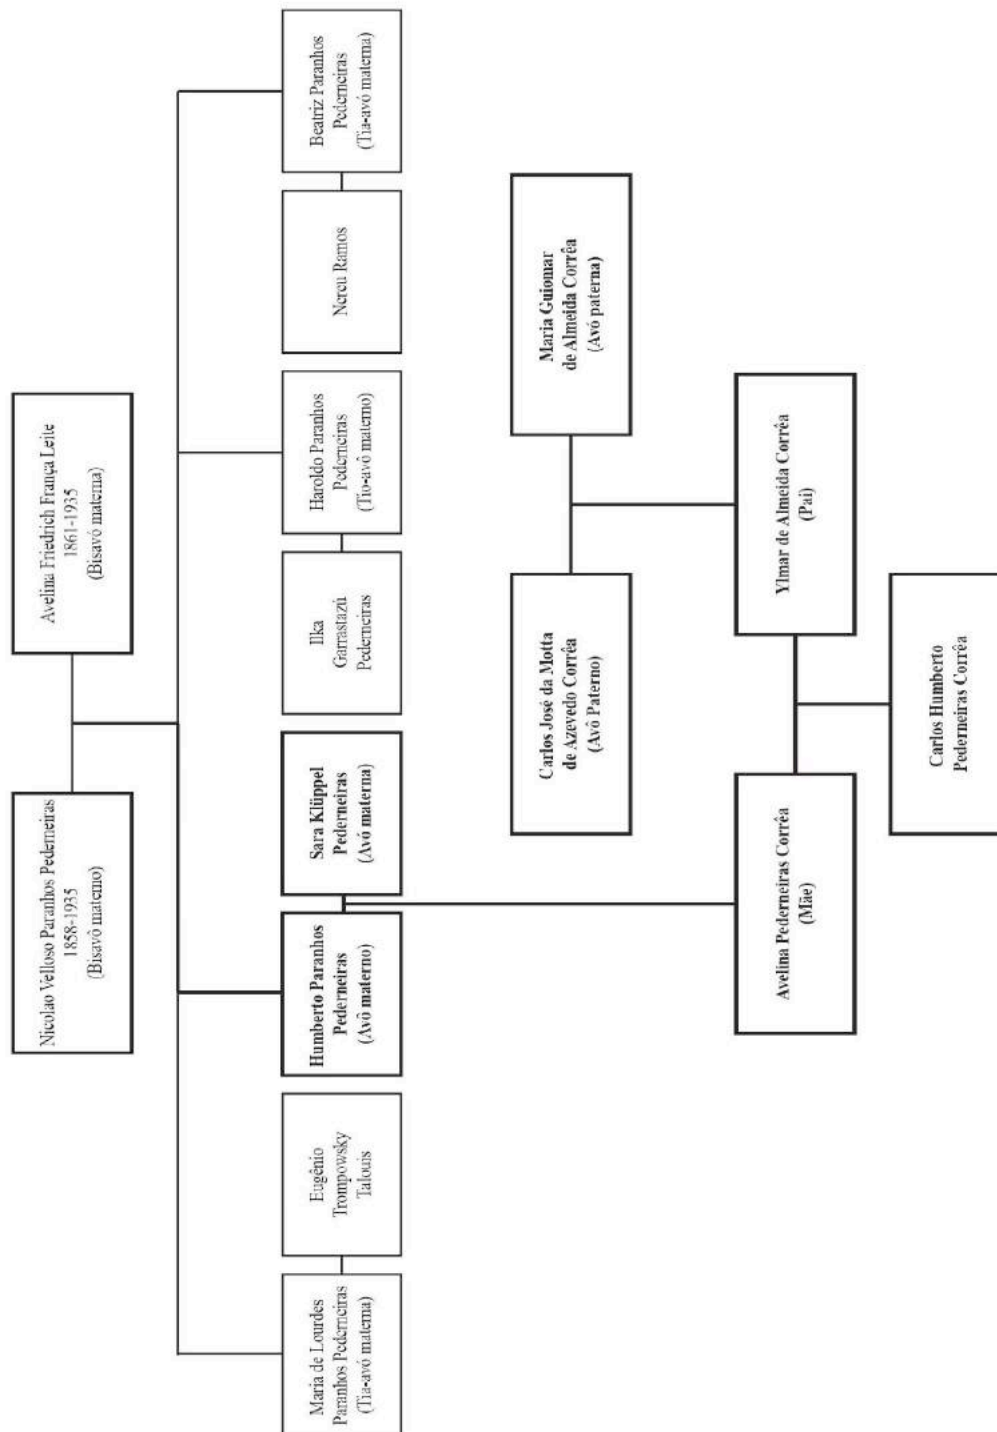 Nicolao Velloso Paranhos Pederneiras
1858-1935
(Bisavô materno)
Avelina Friedrich França Leite
1861-1935
(Bisavó materna)
Maria de Lourdes
Paranhos Pederneiras
(Tia-avó materna)
Eugênio
Trompowsky
Talouis
Humberto Paranhos
Pederneiras
(Avô materno)
Sara Klüppel
Pederneiras
(Avó materna)
Ilka
Garrastazú
Pederneiras
Haroldo Paranhos
Pederneiras
(Tio-avô materno)
Nereu Ramos
Beatriz Paranhos
Pederneiras
(Tia-avó materna)
Carlos José da Motta
de Azevedo Corrêa
(Avô Paterno)
Maria Guiomar
de Almeida Corrêa
(Avó paterna)
Avelina Pederneiras Corrêa
(Mãe)
Ylmar de Almeida Corrêa
(Pai)
Carlos Humberto
Pederneiras Corrêa